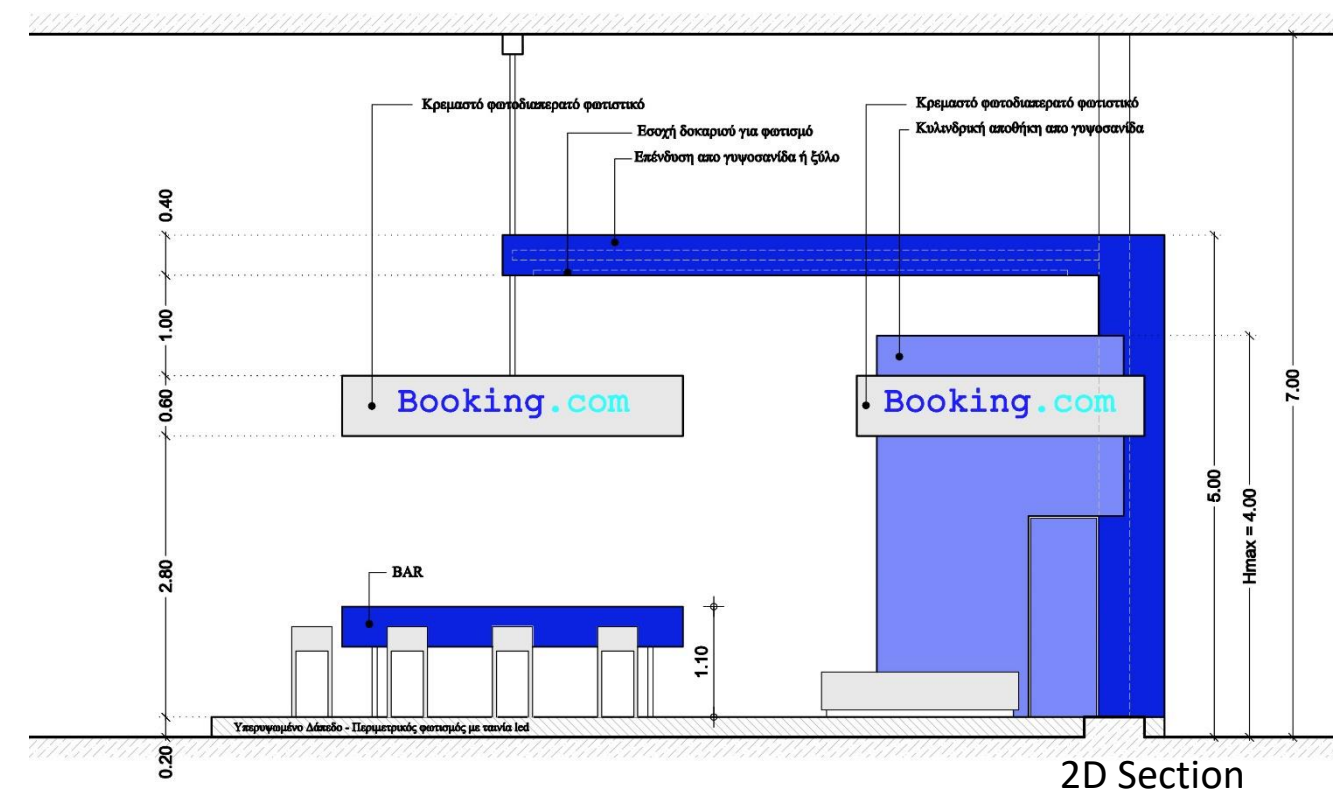 Κρεμαστό φωτοδιαπερατό φωτιστικό
Εσοχή δοκαριού για φωτισμό
Επένδυση απο γυψοσανίδα ή ξύλο
Κρεμαστό φωτοδιαπερατό φωτιστικό
Κυλινδρική αποθήκη απο γυψοσανίδα
0.40
1.00
0.60
2.80
0.20
Booking.com
Booking.com
BAR
1.10
5.00
Hmax = 4.00
7.00
Υπερυψωμένο Δάπεδο - Περιμετρικός φωτισμός με ταινία led
2D Section